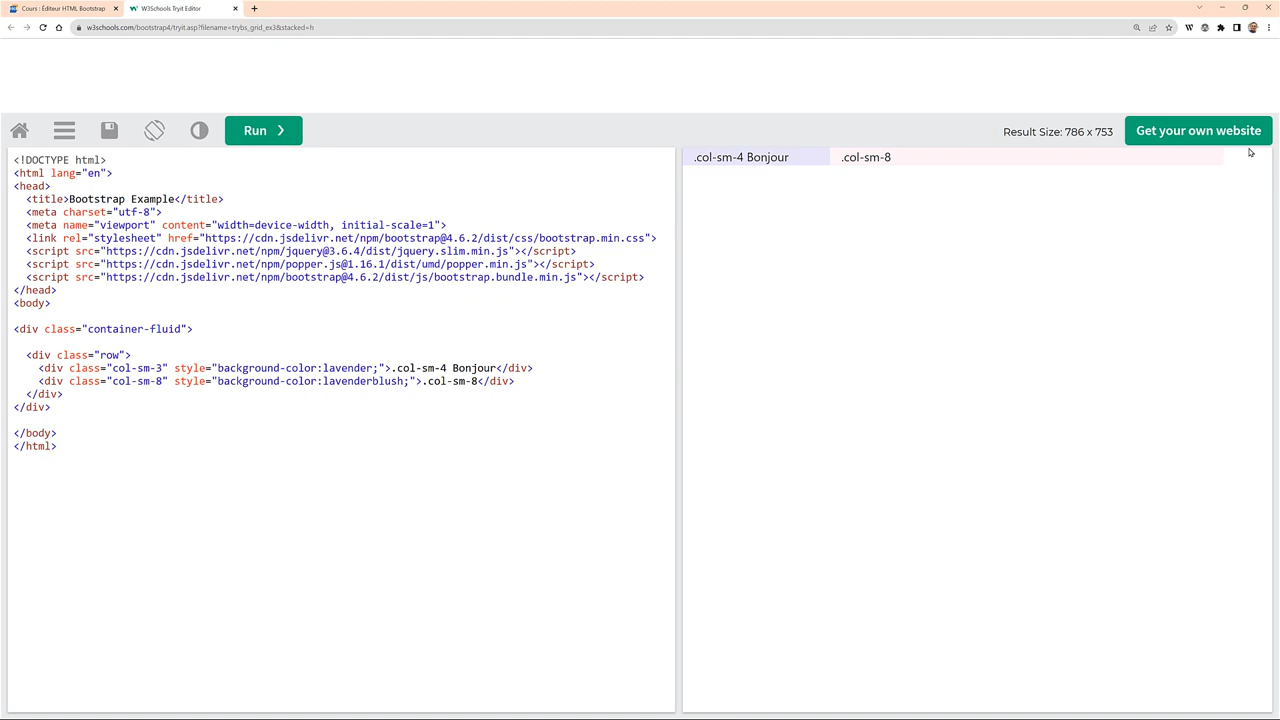 Cours : Éditeur HTML Bootstrap
W3Schools Tryit Editor
w3schools.com/bootstrap4/tryit.asp?filename=trybs_grid_ex3&stacked=h
Run ❯
Result Size: 786 x 753
Get your own website
<!DOCTYPE html>
<html lang="en">
<head>
  <title>Bootstrap Example</title>
  <meta charset="utf-8">
  <meta name="viewport" content="width=device-width, initial-scale=1">
  <link rel="stylesheet" href="https://cdn.jsdelivr.net/npm/bootstrap@4.6.2/dist/css/bootstrap.min.css">
  <script src="https://cdn.jsdelivr.net/npm/jquery@3.6.4/dist/jquery.slim.min.js"></script>
  <script src="https://cdn.jsdelivr.net/npm/popper.js@1.16.1/dist/umd/popper.min.js"></script>
  <script src="https://cdn.jsdelivr.net/npm/bootstrap@4.6.2/dist/js/bootstrap.bundle.min.js"></script>
</head>
<body>
<div class="container-fluid">
  <div class="row">
    <div class="col-sm-3" style="background-color:lavender;">.col-sm-4 Bonjour</div>
    <div class="col-sm-8" style="background-color:lavenderblush;">.col-sm-8</div>
  </div>
</div>
</body>
</html>
.col-sm-4 Bonjour
.col-sm-8